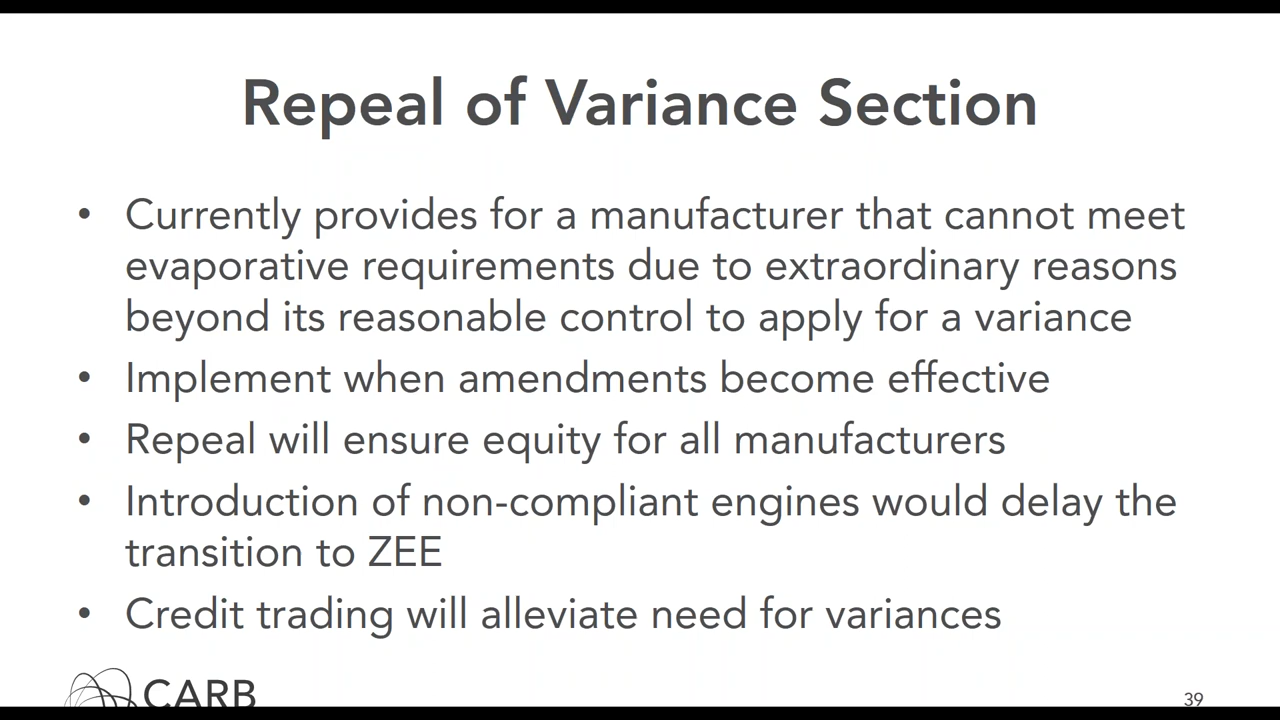 Repeal of Variance Section
• Currently provides for a manufacturer that cannot meet
evaporative requirements due to extraordinary reasons
beyond its reasonable control to apply for a variance
• Implement when amendments become effective
• Repeal will ensure equity for all manufacturers
• Introduction of non-compliant engines would delay the
transition to ZEE
• Credit trading will alleviate need for variances
CARB
39